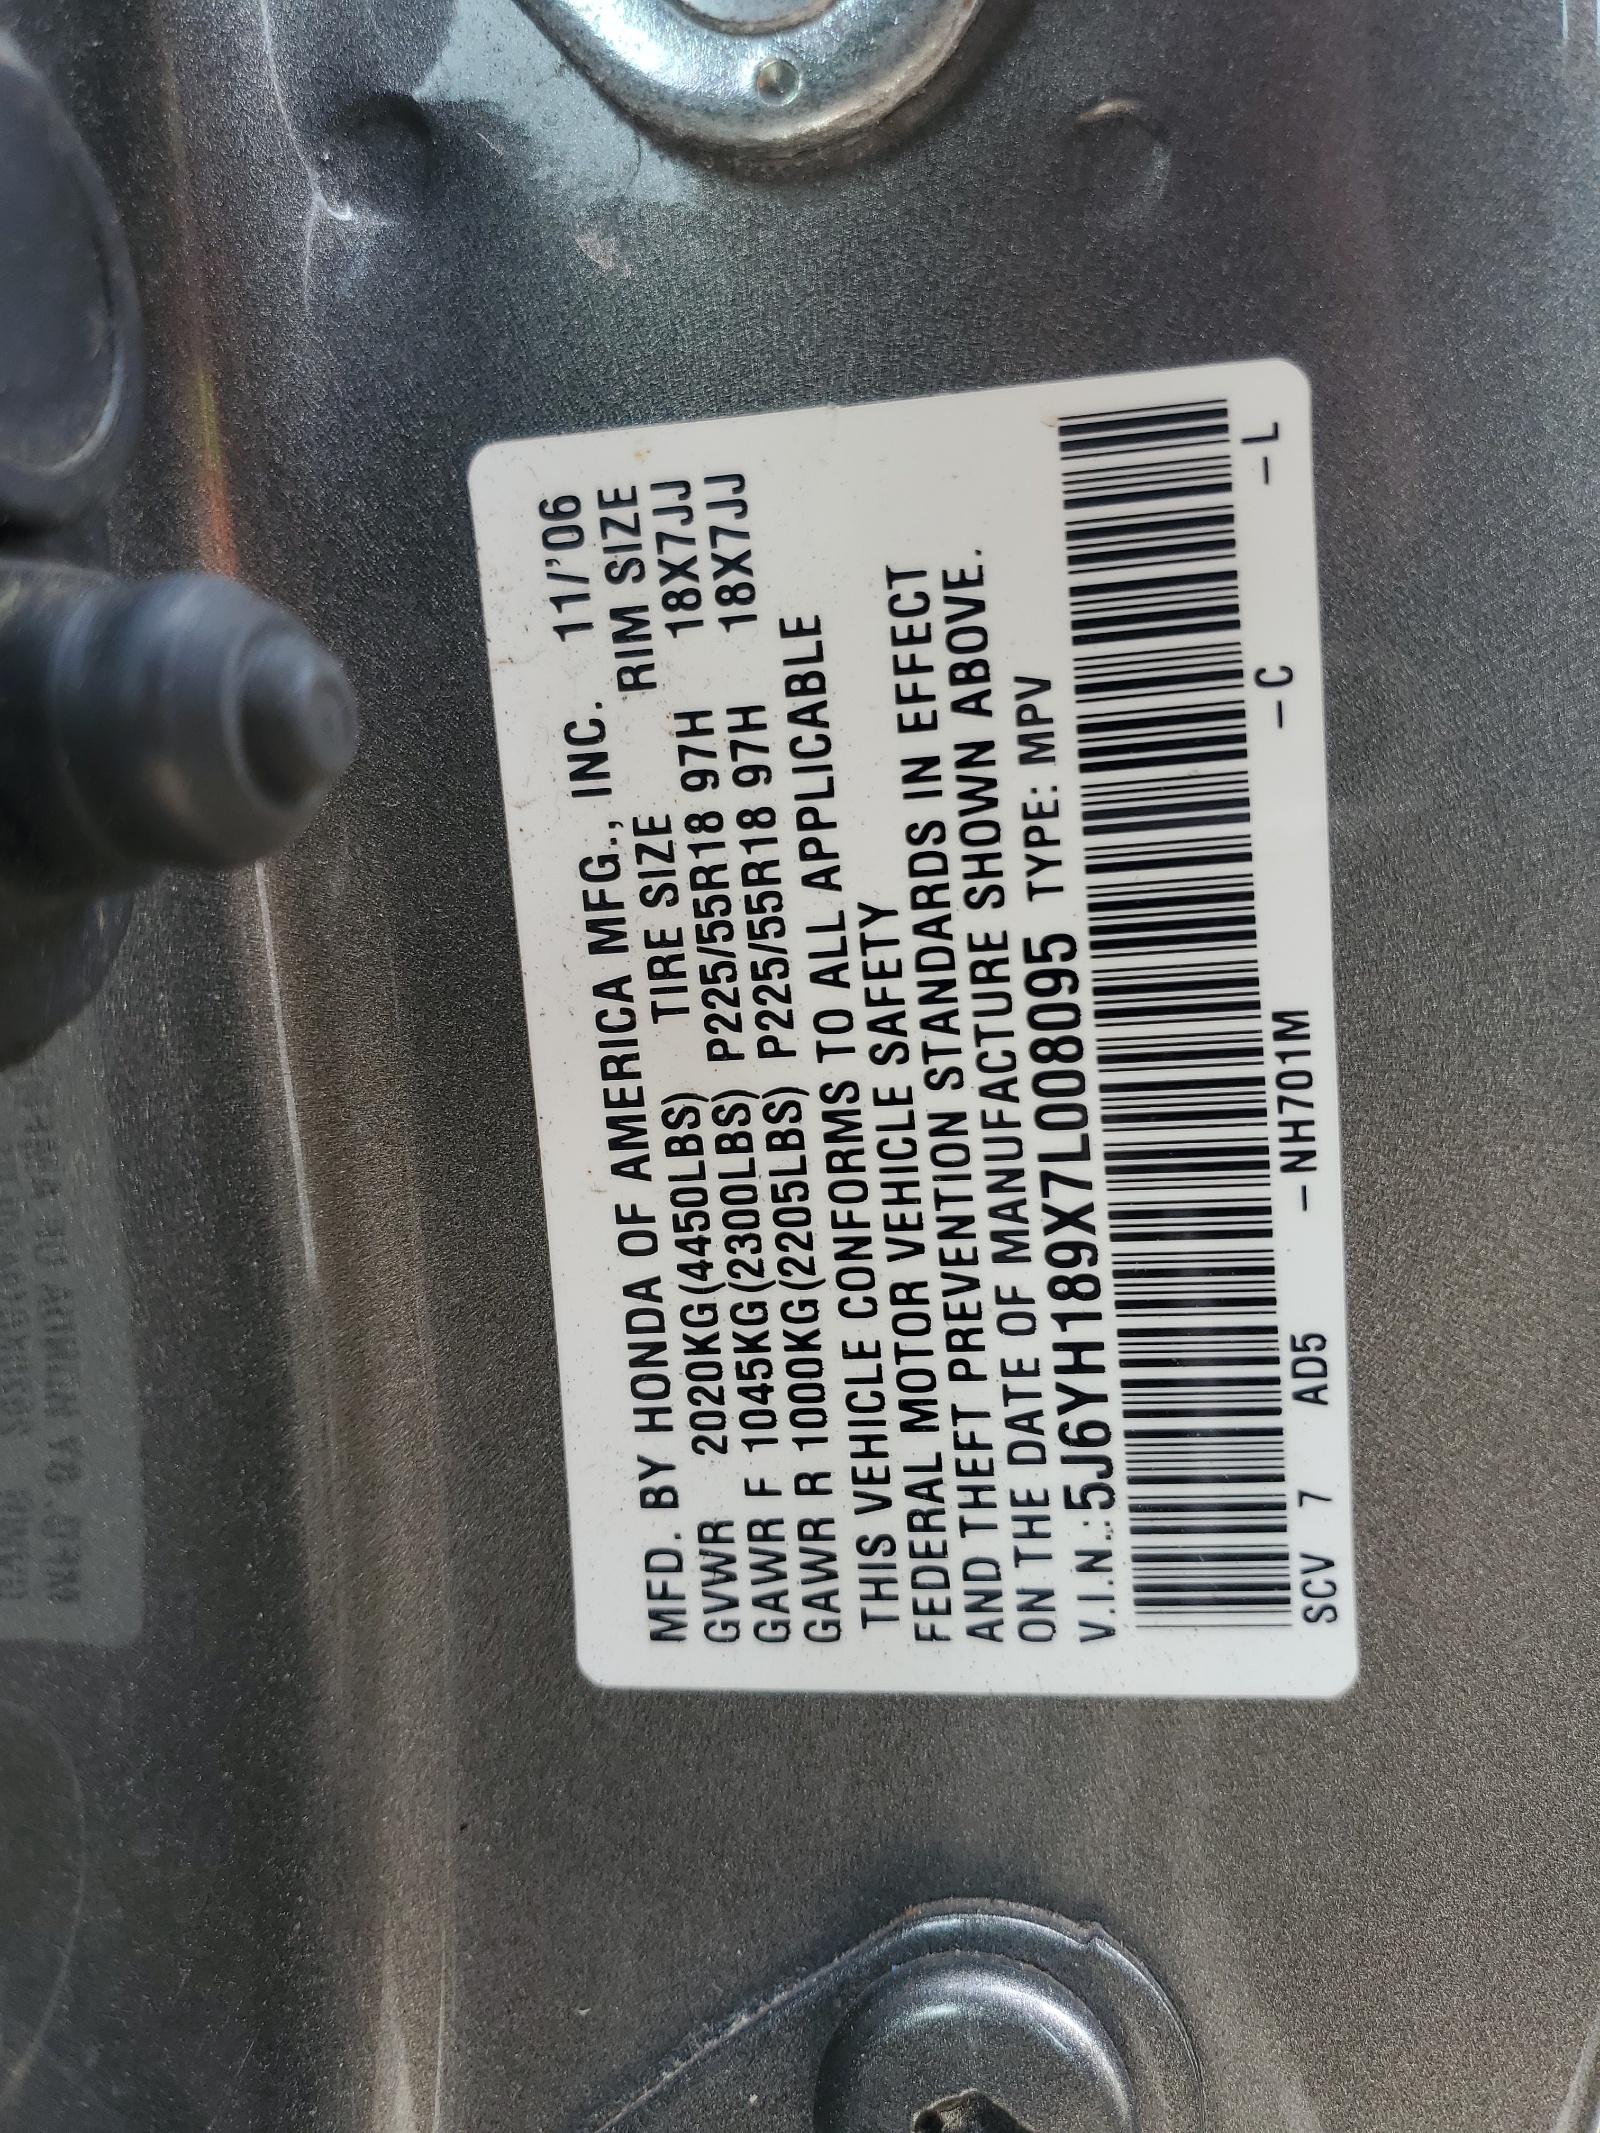 MFD. BY HONDA OF AMERICA MFG., INC. 11/'06
TIRE SIZE RIM SIZE
GVWR 2020KG(4450LBS)
GAWR F 1045KG(2300LBS) P225/55R18 97H 18X7JJ
GAWR R 1000KG(2205LBS) P225/55R18 97H 18X7JJ
THIS VEHICLE CONFORMS TO ALL APPLICABLE
FEDERAL MOTOR VEHICLE SAFETY
AND THEFT PREVENTION STANDARDS IN EFFECT
ON THE DATE OF MANUFACTURE SHOWN ABOVE.
V.I.N.:5J6YH189X7L008095 TYPE: MPV
SCV 7 AD5 -NH701M -C -L